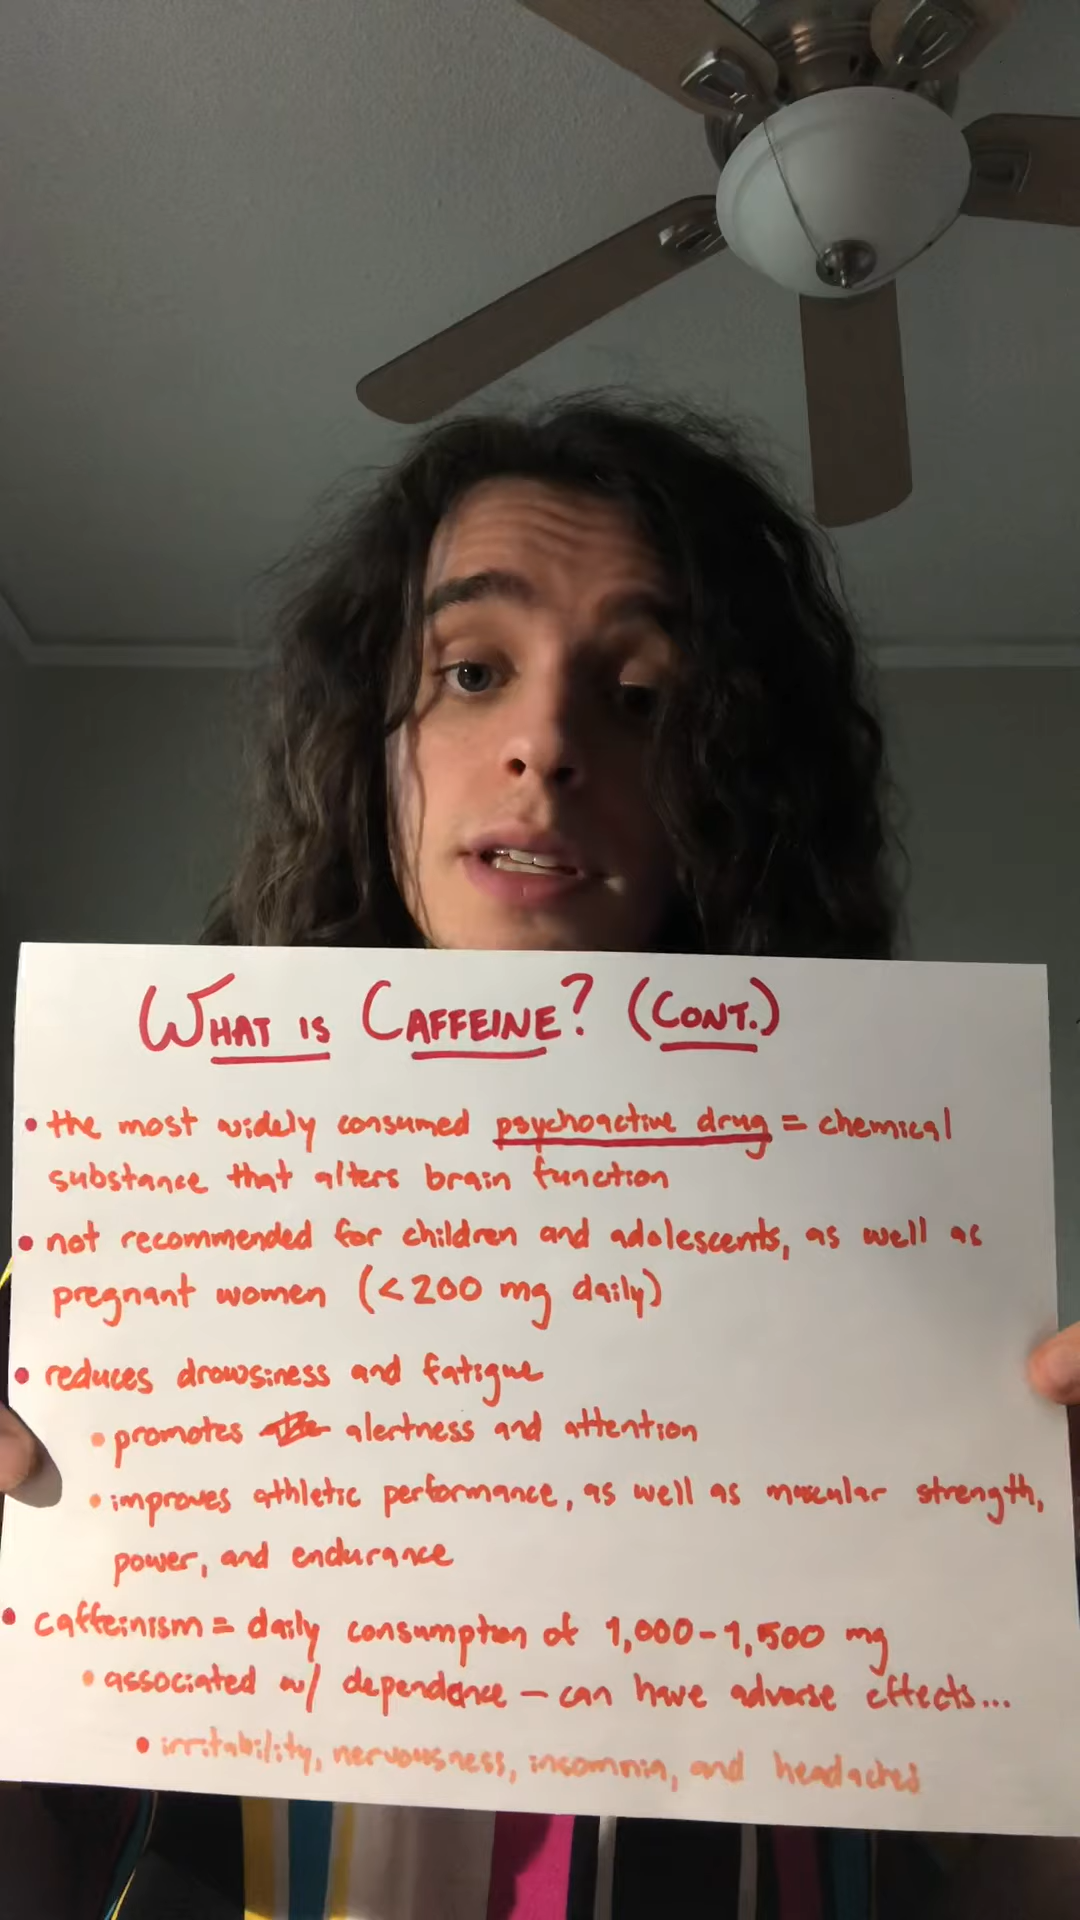 WHAT IS CAFFEINE? (CONT.)
• the most widely consumed psychoactive drug = chemical
substance that alters brain function
• not recommended for children and adolescents, as well as
pregnant women (<200 mg daily)
• reduces drowsiness and fatigue
• promotes alertness and attention
• improves athletic performance, as well as muscular strength,
power, and endurance
• caffeinism = daily consumption of 1,000-1,500 mg
• associated w/ dependence - can have adverse effects...
• irritability, nervousness, insomnia, and headaches